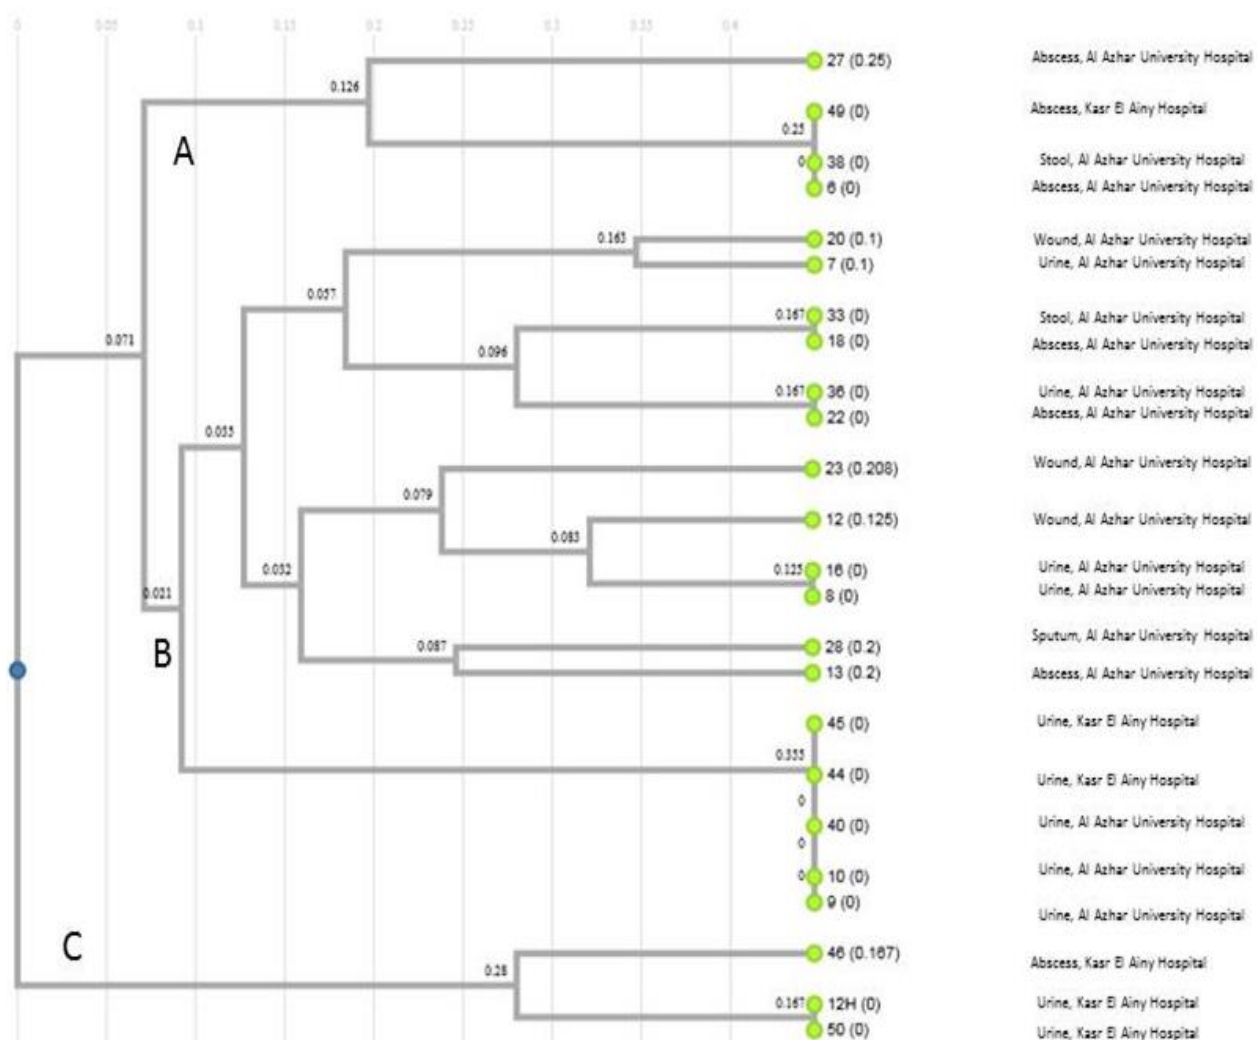 0 0.05 0.1 0.15 0.2 0.25 0.3 0.35 0.4
27 (0.25) Abscess, Al Azhar University Hospital
0.126
49 (0) Abscess, Kasr El Ainy Hospital
0.25
A
0 38 (0) Stool, Al Azhar University Hospital
6 (0) Abscess, Al Azhar University Hospital
0.163 20 (0.1) Wound, Al Azhar University Hospital
7 (0.1) Urine, Al Azhar University Hospital
0.057
0.167 33 (0) Stool, Al Azhar University Hospital
0.071 18 (0) Abscess, Al Azhar University Hospital
0.096
0.167 36 (0) Urine, Al Azhar University Hospital
22 (0) Abscess, Al Azhar University Hospital
0.035
23 (0.208) Wound, Al Azhar University Hospital
0.079
12 (0.125) Wound, Al Azhar University Hospital
0.083
0.032 0.125 16 (0) Urine, Al Azhar University Hospital
0.021 8 (0) Urine, Al Azhar University Hospital
B 0.087 28 (0.2) Sputum, Al Azhar University Hospital
13 (0.2) Abscess, Al Azhar University Hospital
45 (0) Urine, Kasr El Ainy Hospital
44 (0) Urine, Kasr El Ainy Hospital
0
40 (0) Urine, Al Azhar University Hospital
0
0 10 (0) Urine, Al Azhar University Hospital
9 (0) Urine, Al Azhar University Hospital
C
46 (0.167) Abscess, Kasr El Ainy Hospital
0.28
0.167 12H (0) Urine, Kasr El Ainy Hospital
50 (0) Urine, Kasr El Ainy Hospital